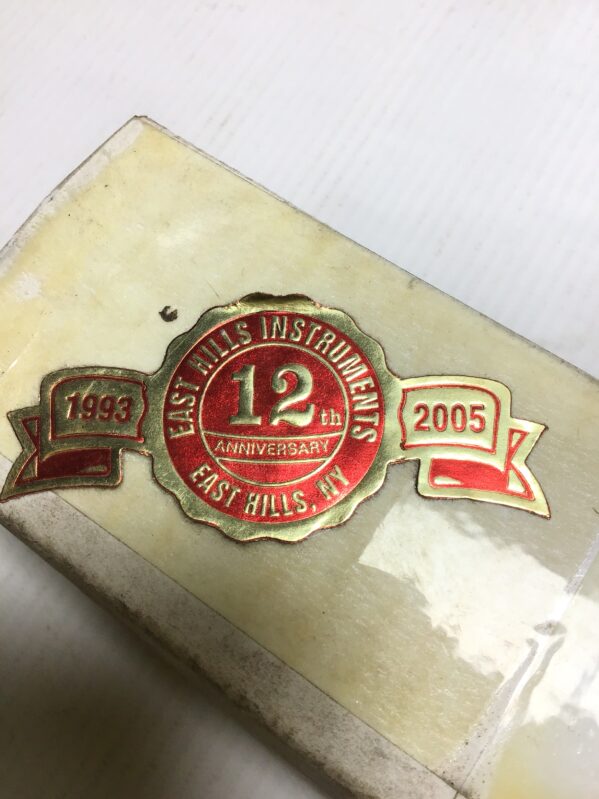 EAST HILLS INSTRUMENTS
1993
12th
2005
ANNIVERSARY
EAST HILLS, NY